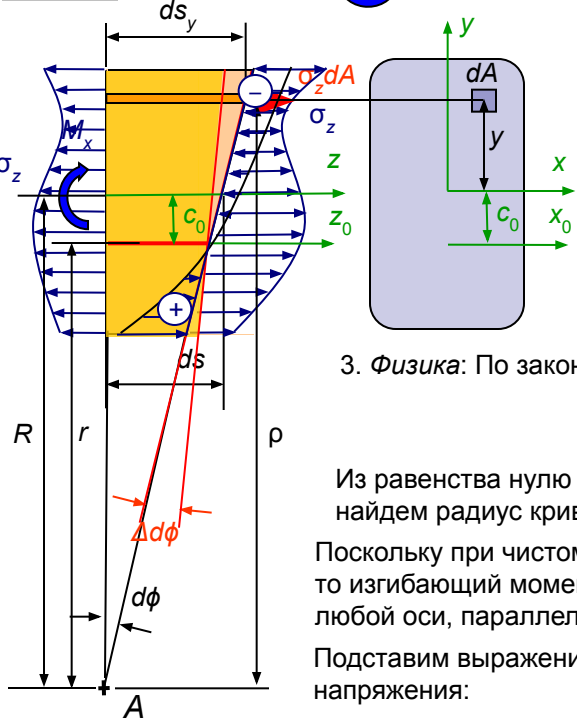 ds_y
y
σ_z dA
dA
–
σ_z
M_x
y
σ_z
z
x
c_0
z_0
c_0
x_0
+
3. Физика: По закон
ds
R
r
ρ
Из равенства нулю
найдем радиус крив
Δdϕ
Поскольку при чистом
то изгибающий момен
любой оси, параллел
dϕ
Подставим выражени
напряжения:
A